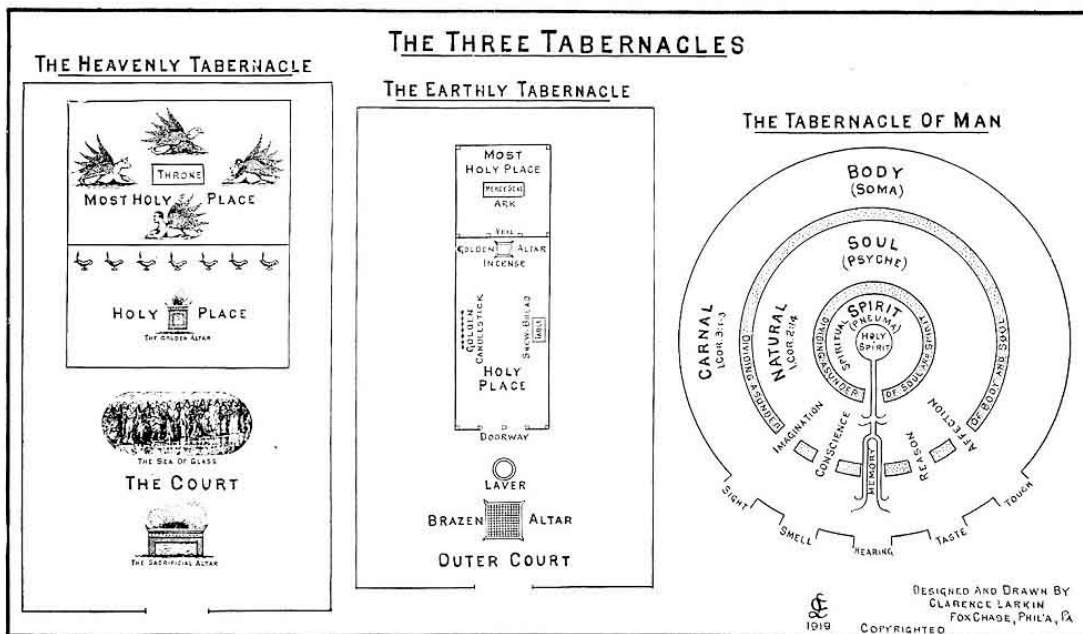 THE THREE TABERNACLES
THE HEAVENLY TABERNACLE
THRONE
MOST HOLY PLACE
HOLY PLACE
THE GOLDEN ALTAR
THE SEA OF GLASS
THE COURT
THE SACRIFICIAL ALTAR
THE EARTHLY TABERNACLE
MOST
HOLY PLACE
MERCY SEAT
ARK
VEIL
GOLDEN ALTAR
INCENSE
GOLDEN
CANDLESTICK
SHEW-BREAD
TABLE
HOLY
PLACE
DOORWAY
LAVER
BRAZEN ALTAR
OUTER COURT
THE TABERNACLE OF MAN
BODY
(SOMA)
SOUL
(PSYCHE)
SPIRIT
(PNEUMA)
HOLY
SPIRIT
SPIRITUAL
NATURAL
1.COR.2:14
CARNAL
1.COR.3:1-3
DIVIDING ASUNDER OF SOUL AND SPIRIT
DIVIDING ASUNDER OF BODY AND SOUL
IMAGINATION
CONSCIENCE
MEMORY
REASON
AFFECTION
SIGHT
SMELL
HEARING
TASTE
TOUCH
DESIGNED AND DRAWN BY
CLARENCE LARKIN
FOX CHASE, PHIL'A, PA.
1919
COPYRIGHTED